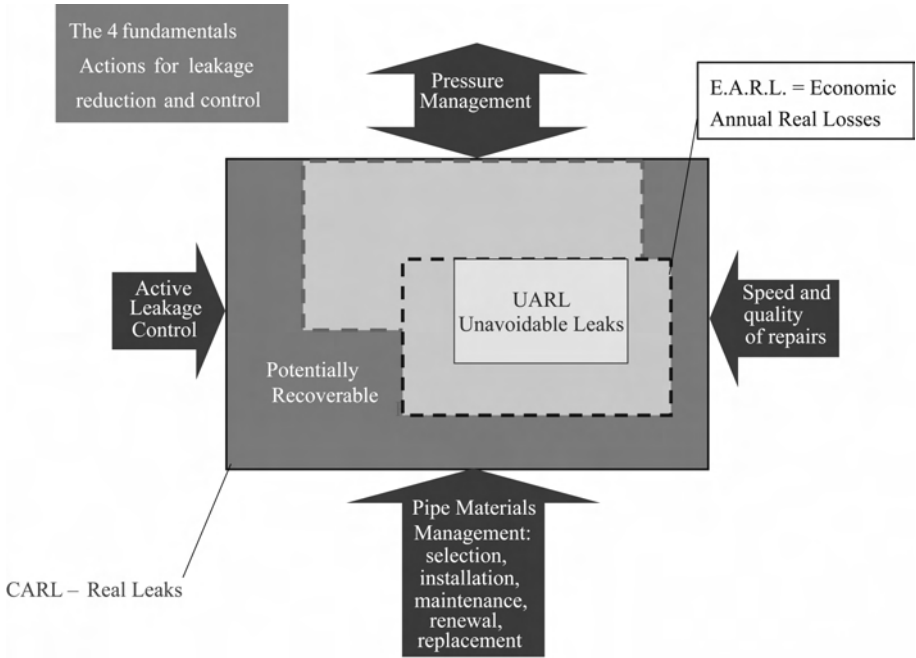 The 4 fundamentals
Actions for leakage
reduction and control
Pressure
Management
E.A.R.L. = Economic
Annual Real Losses
Active
Leakage
Control
UARL
Unavoidable Leaks
Speed and
quality
of repairs
Potentially
Recoverable
Pipe Materials
Management:
selection,
installation,
maintenance,
renewal,
replacement
CARL – Real Leaks